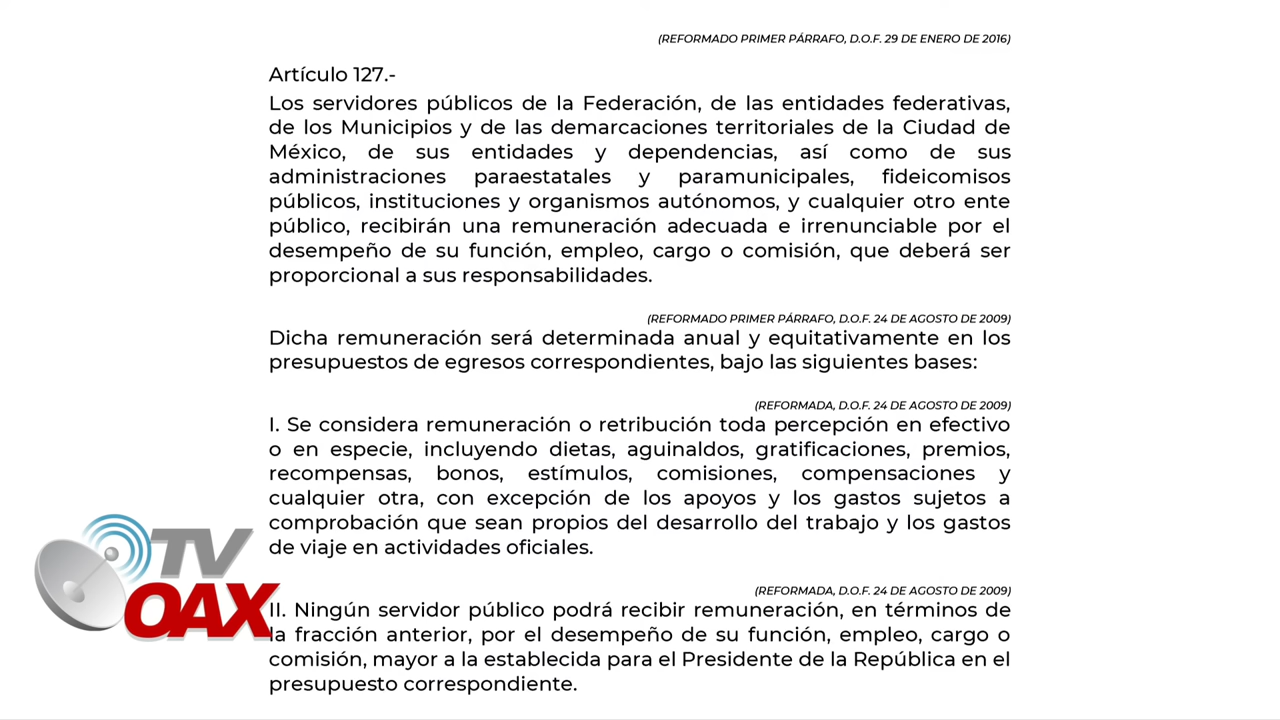 (REFORMADO PRIMER PÁRRAFO, D.O.F. 29 DE ENERO DE 2016)
Artículo 127.-
Los servidores públicos de la Federación, de las entidades federativas,
de los Municipios y de las demarcaciones territoriales de la Ciudad de
México, de sus entidades y dependencias, así como de sus
administraciones paraestatales y paramunicipales, fideicomisos
públicos, instituciones y organismos autónomos, y cualquier otro ente
público, recibirán una remuneración adecuada e irrenunciable por el
desempeño de su función, empleo, cargo o comisión, que deberá ser
proporcional a sus responsabilidades.
(REFORMADO PRIMER PÁRRAFO, D.O.F. 24 DE AGOSTO DE 2009)
Dicha remuneración será determinada anual y equitativamente en los
presupuestos de egresos correspondientes, bajo las siguientes bases:
(REFORMADA, D.O.F. 24 DE AGOSTO DE 2009)
I. Se considera remuneración o retribución toda percepción en efectivo
o en especie, incluyendo dietas, aguinaldos, gratificaciones, premios,
recompensas, bonos, estímulos, comisiones, compensaciones y
cualquier otra, con excepción de los apoyos y los gastos sujetos a
comprobación que sean propios del desarrollo del trabajo y los gastos
de viaje en actividades oficiales.
(REFORMADA, D.O.F. 24 DE AGOSTO DE 2009)
II. Ningún servidor público podrá recibir remuneración, en términos de
la fracción anterior, por el desempeño de su función, empleo, cargo o
comisión, mayor a la establecida para el Presidente de la República en el
presupuesto correspondiente.
TV
OAX